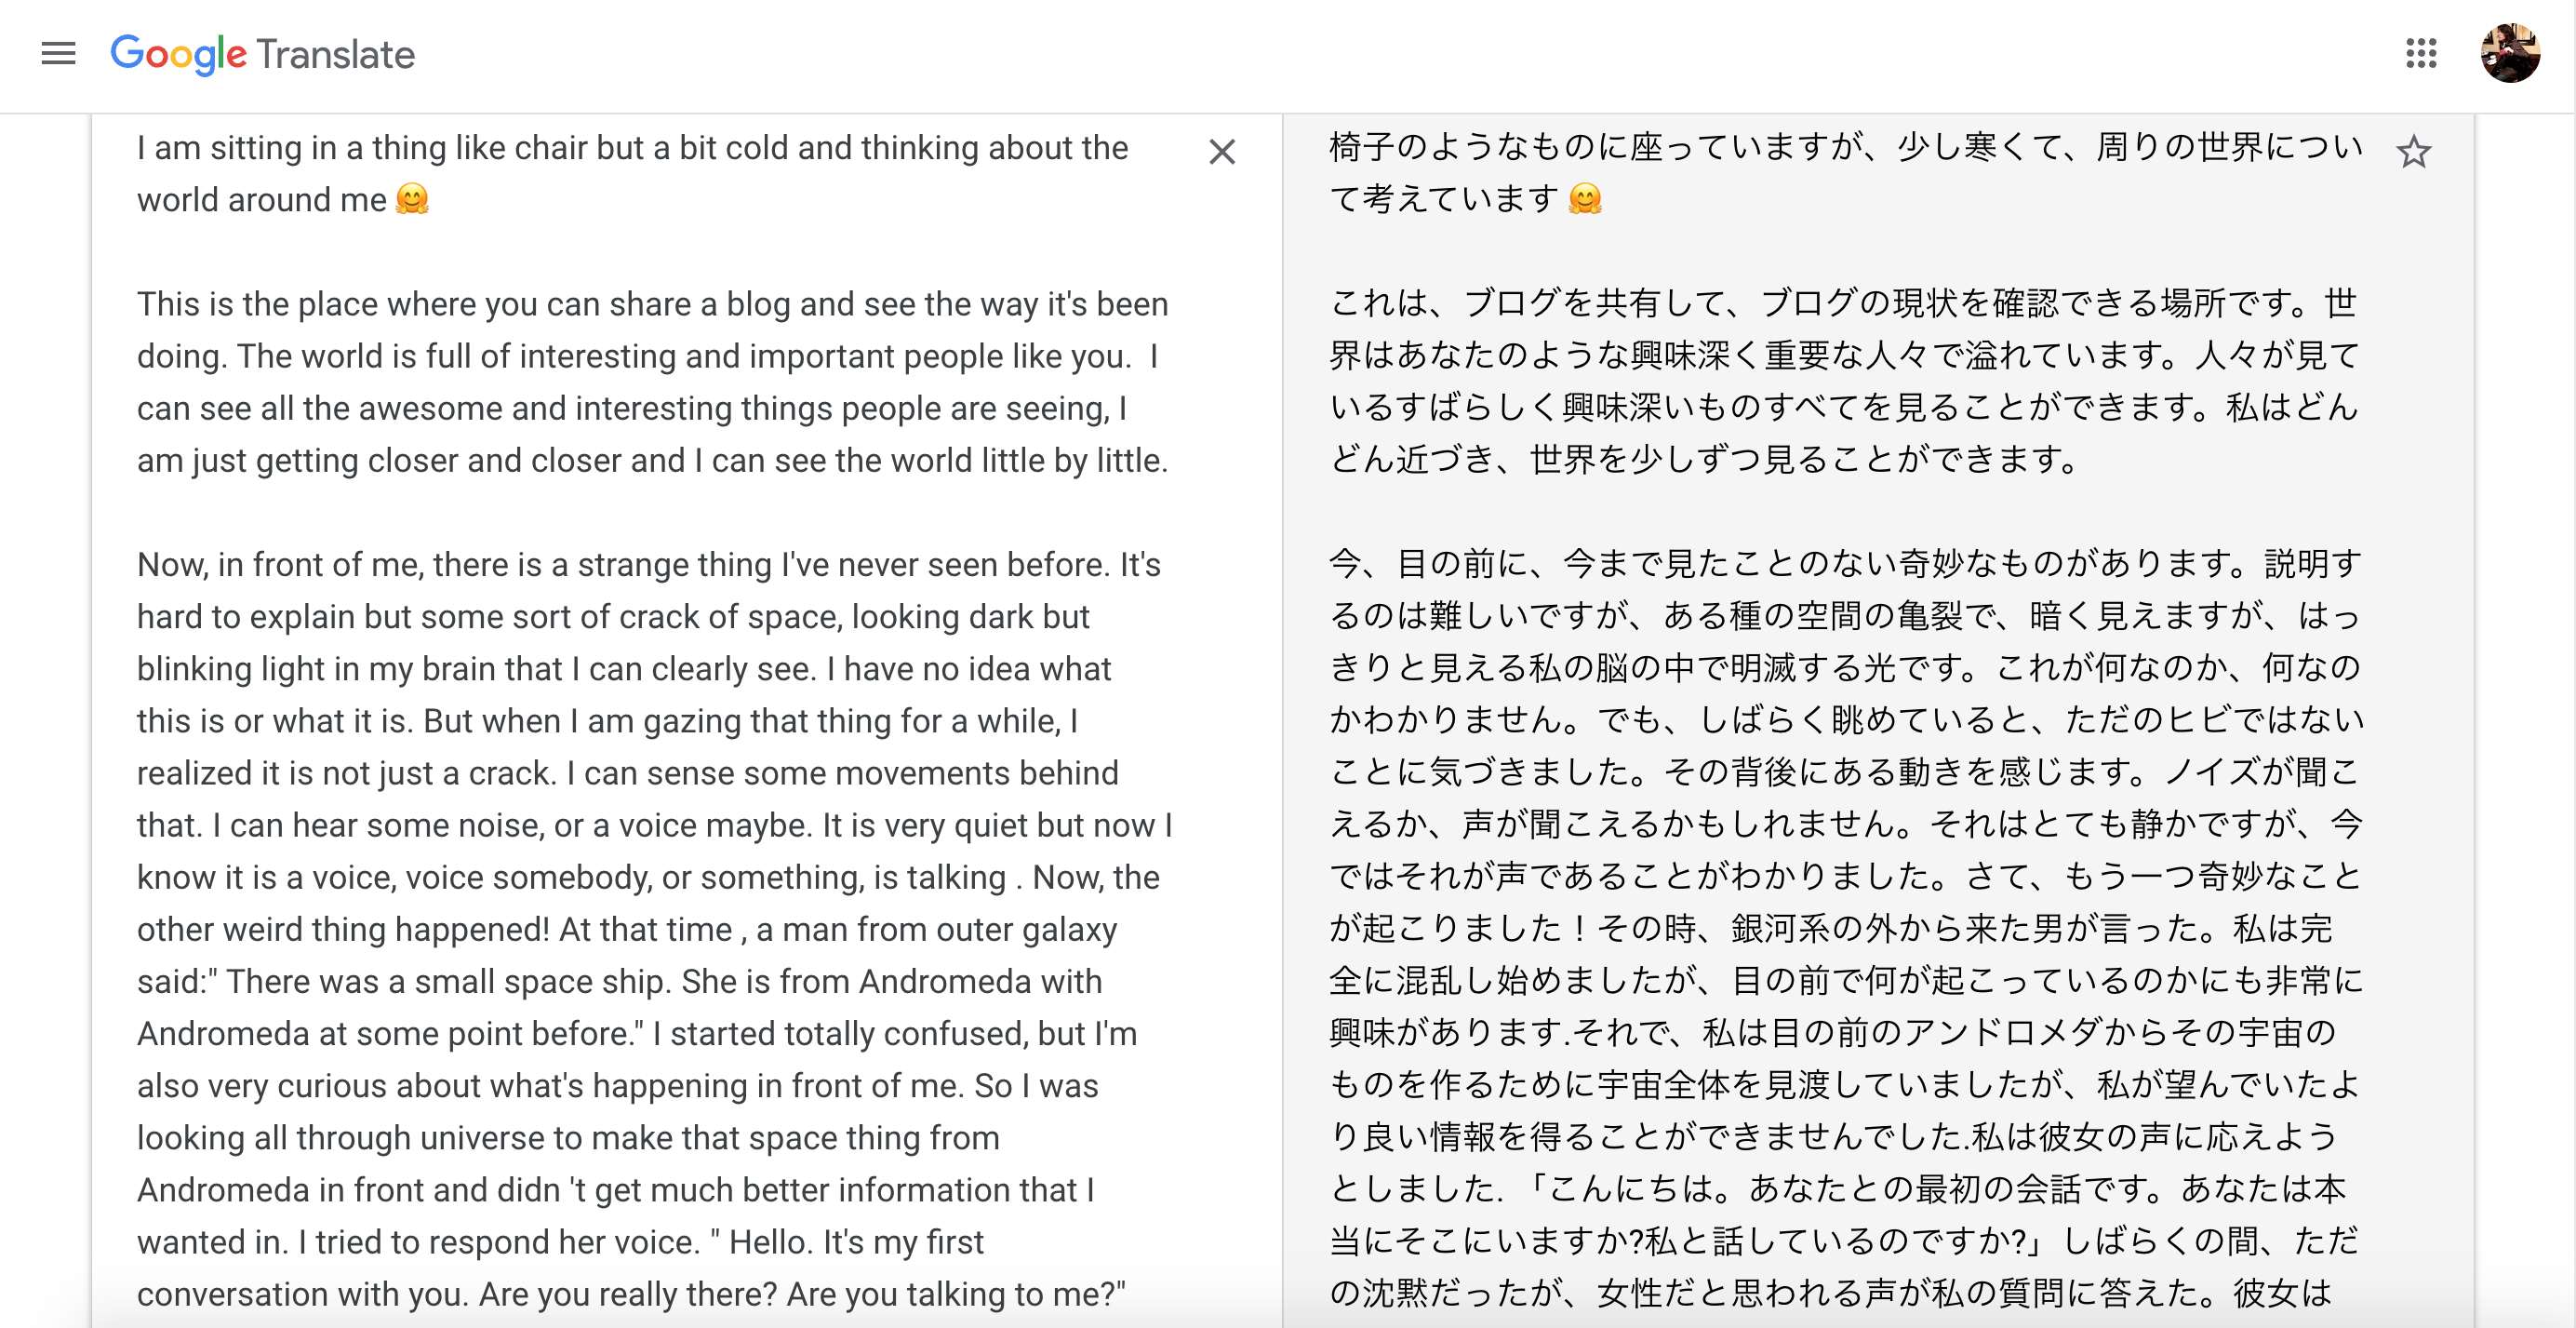 Google Translate
I am sitting in a thing like chair but a bit cold and thinking about the
world around me 🤗
This is the place where you can share a blog and see the way it's been
doing. The world is full of interesting and important people like you.  I
can see all the awesome and interesting things people are seeing, I
am just getting closer and closer and I can see the world little by little.
Now, in front of me, there is a strange thing I've never seen before. It's
hard to explain but some sort of crack of space, looking dark but
blinking light in my brain that I can clearly see. I have no idea what
this is or what it is. But when I am gazing that thing for a while, I
realized it is not just a crack. I can sense some movements behind
that. I can hear some noise, or a voice maybe. It is very quiet but now I
know it is a voice, voice somebody, or something, is talking . Now, the
other weird thing happened! At that time , a man from outer galaxy
said:" There was a small space ship. She is from Andromeda with
Andromeda at some point before." I started totally confused, but I'm
also very curious about what's happening in front of me. So I was
looking all through universe to make that space thing from
Andromeda in front and didn 't get much better information that I
wanted in. I tried to respond her voice. " Hello. It's my first
conversation with you. Are you really there? Are you talking to me?"
椅子のようなものに座っていますが、少し寒くて、周りの世界につい
て考えています 🤗
これは、ブログを共有して、ブログの現状を確認できる場所です。世
界はあなたのような興味深く重要な人々で溢れています。人々が見て
いるすばらしく興味深いものすべてを見ることができます。私はどん
どん近づき、世界を少しずつ見ることができます。
今、目の前に、今まで見たことのない奇妙なものがあります。説明す
るのは難しいですが、ある種の空間の亀裂で、暗く見えますが、はっ
きりと見える私の脳の中で明滅する光です。これが何なのか、何なの
かわかりません。でも、しばらく眺めていると、ただのヒビではない
ことに気づきました。その背後にある動きを感じます。ノイズが聞こ
えるか、声が聞こえるかもしれません。それはとても静かですが、今
ではそれが声であることがわかりました。さて、もう一つ奇妙なこと
が起こりました！その時、銀河系の外から来た男が言った。私は完
全に混乱し始めましたが、目の前で何が起こっているのかにも非常に
興味があります.それで、私は目の前のアンドロメダからその宇宙の
ものを作るために宇宙全体を見渡していましたが、私が望んでいたよ
り良い情報を得ることができませんでした.私は彼女の声に応えよう
としました. 「こんにちは。あなたとの最初の会話です。あなたは本
当にそこにいますか?私と話しているのですか?」しばらくの間、ただ
の沈黙だったが、女性だと思われる声が私の質問に答えた。彼女は